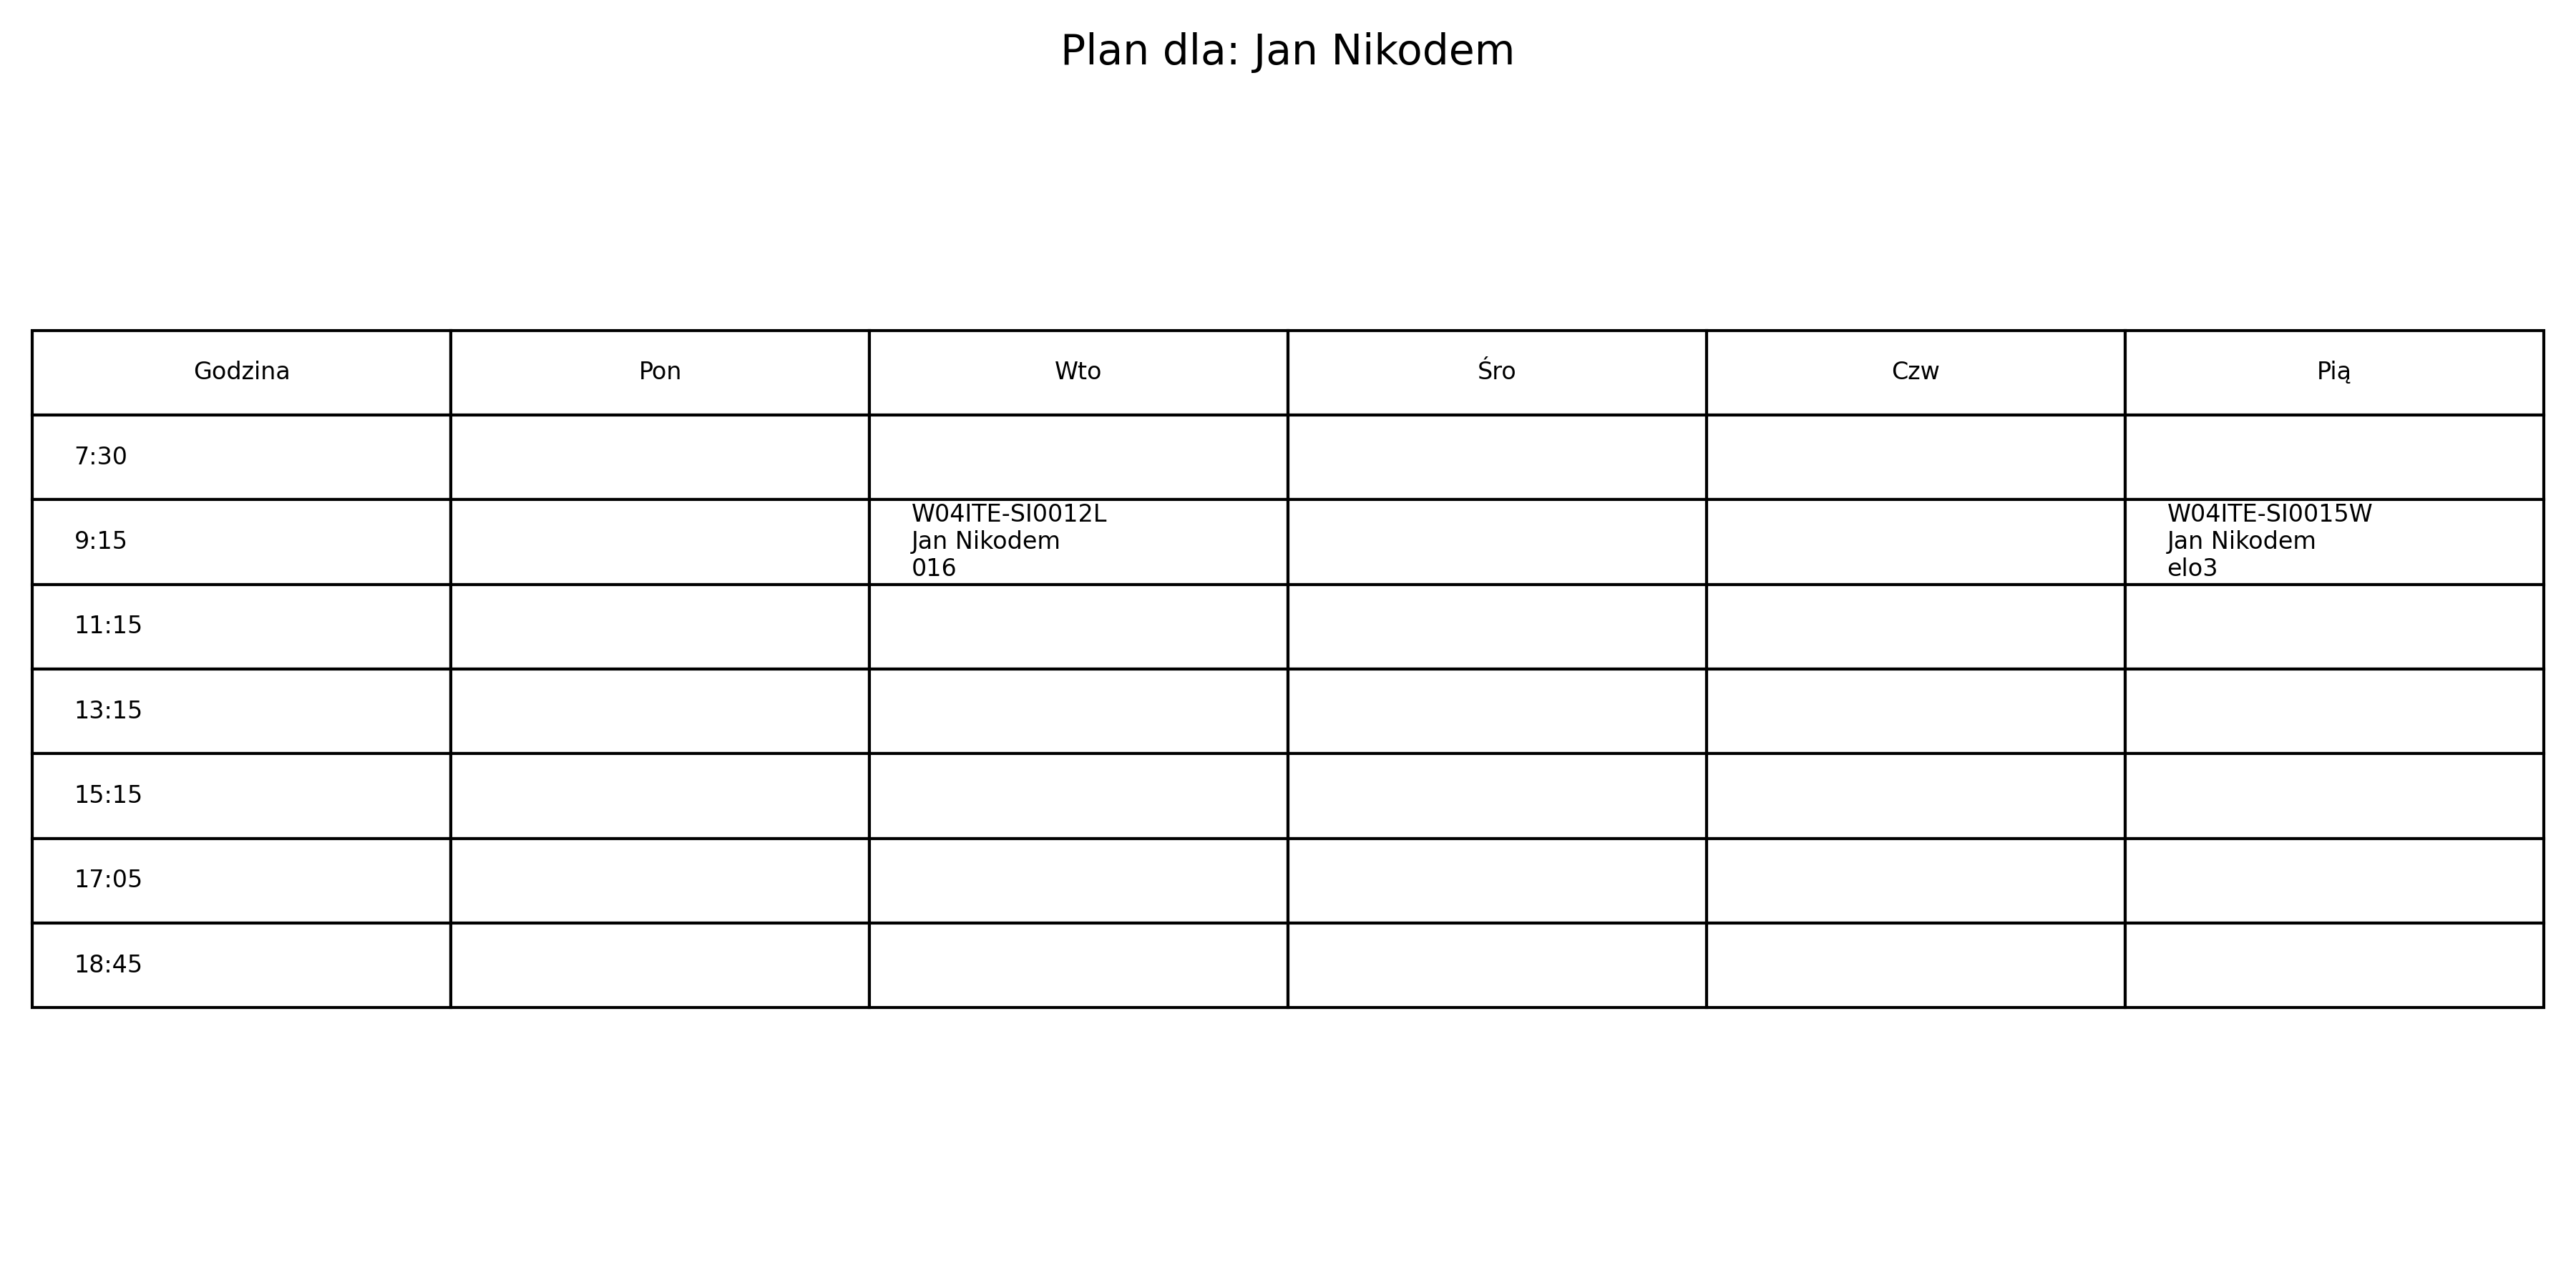 Plan dla: Jan Nikodem
Godzina Pon Wto Śro Czw Pią
7:30
9:15
W04ITE-SI0012L
Jan Nikodem
016
W04ITE-SI0015W
Jan Nikodem
elo3
11:15
13:15
15:15
17:05
18:45